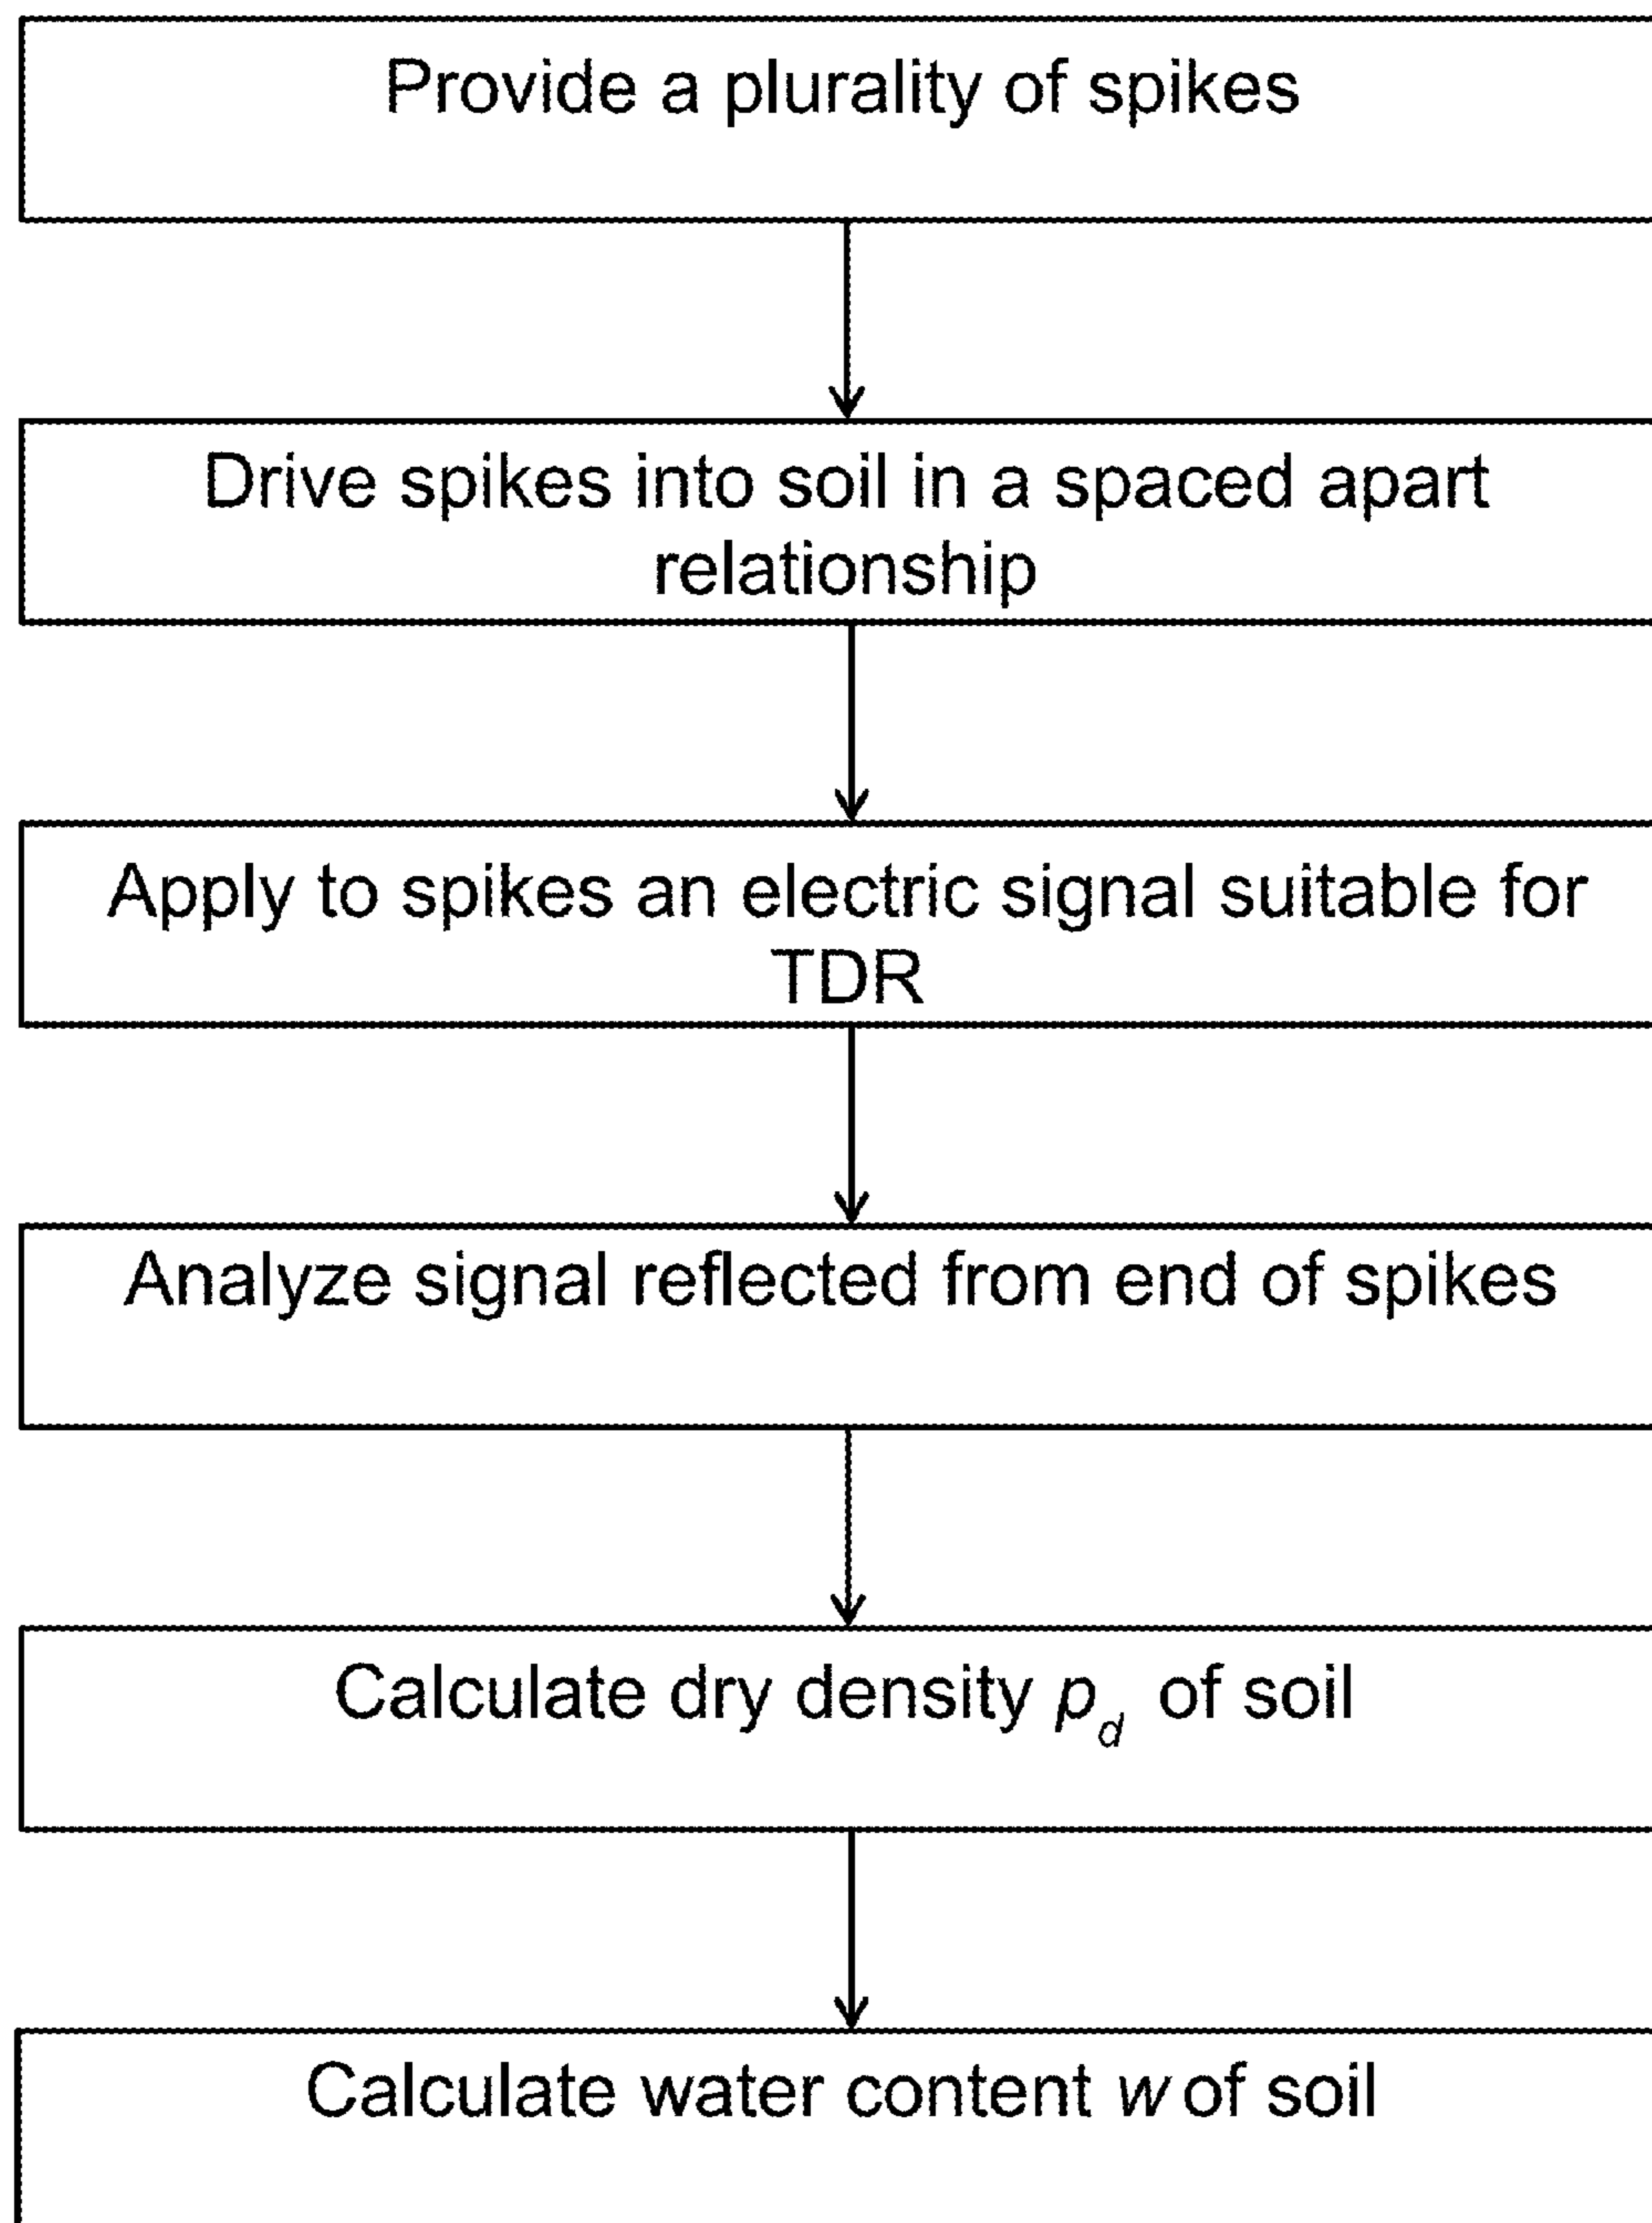 Provide a plurality of spikes
Drive spikes into soil in a spaced apart
relationship
Apply to spikes an electric signal suitable for
TDR
Analyze signal reflected from end of spikes
Calculate dry density p_d of soil
Calculate water content w of soil